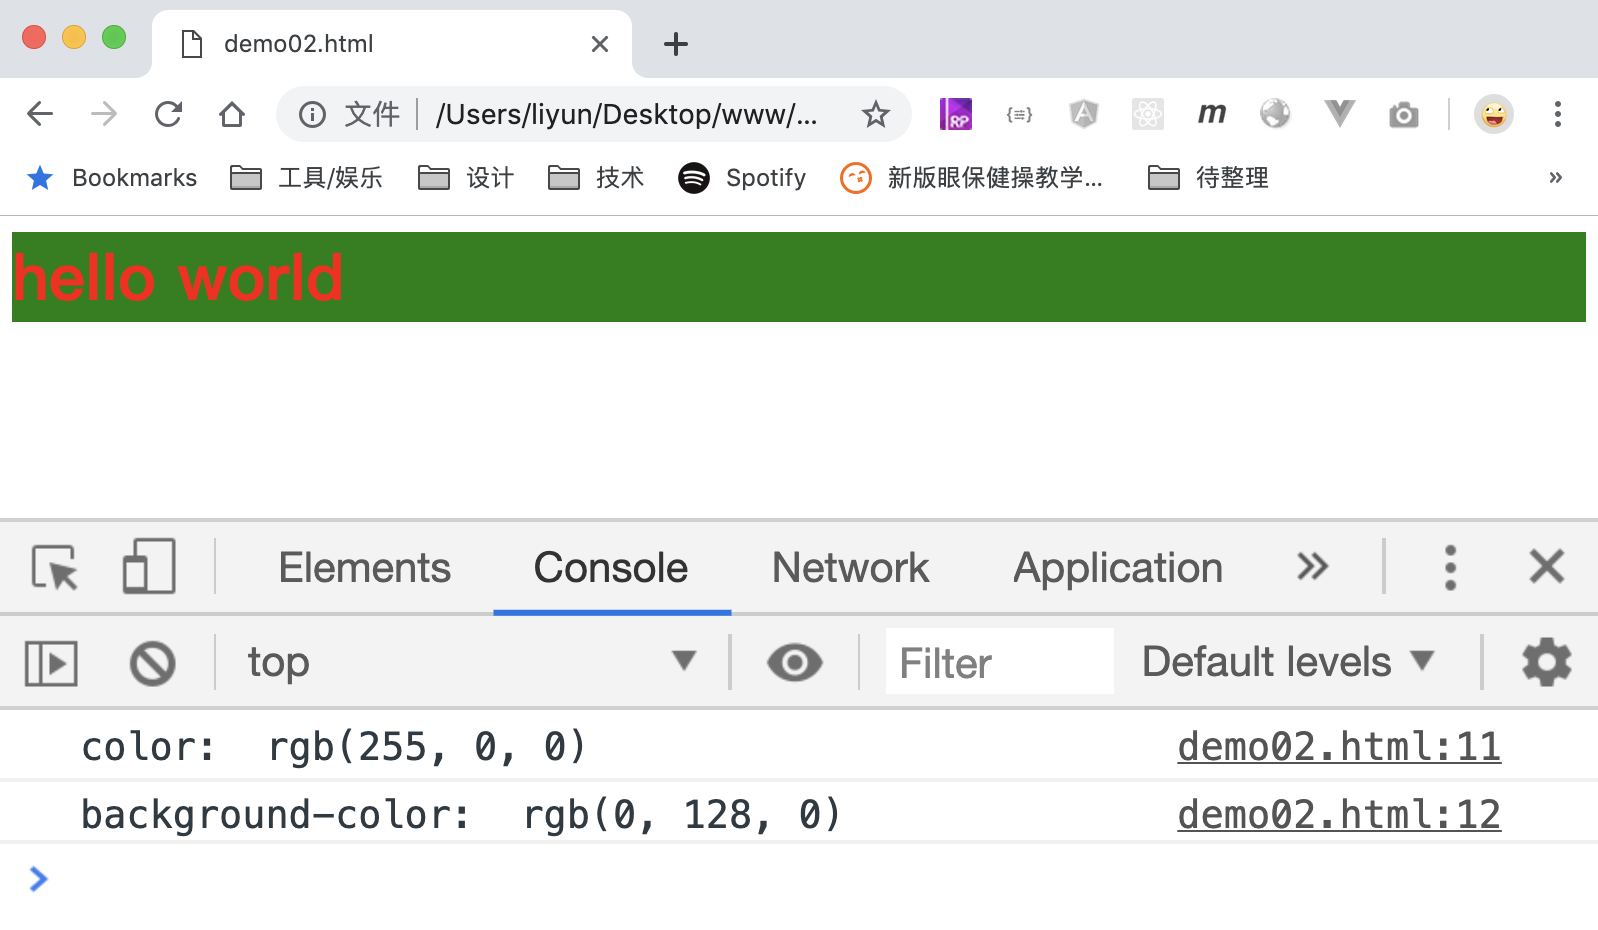 demo02.html
文件 /Users/liyun/Desktop/www/...
RP {≡} A m
Bookmarks 工具/娱乐 设计 技术 Spotify 新版眼保健操教学... 待整理 »
hello world
Elements Console Network Application »
top Filter Default levels
color: rgb(255, 0, 0) demo02.html:11
background-color: rgb(0, 128, 0) demo02.html:12